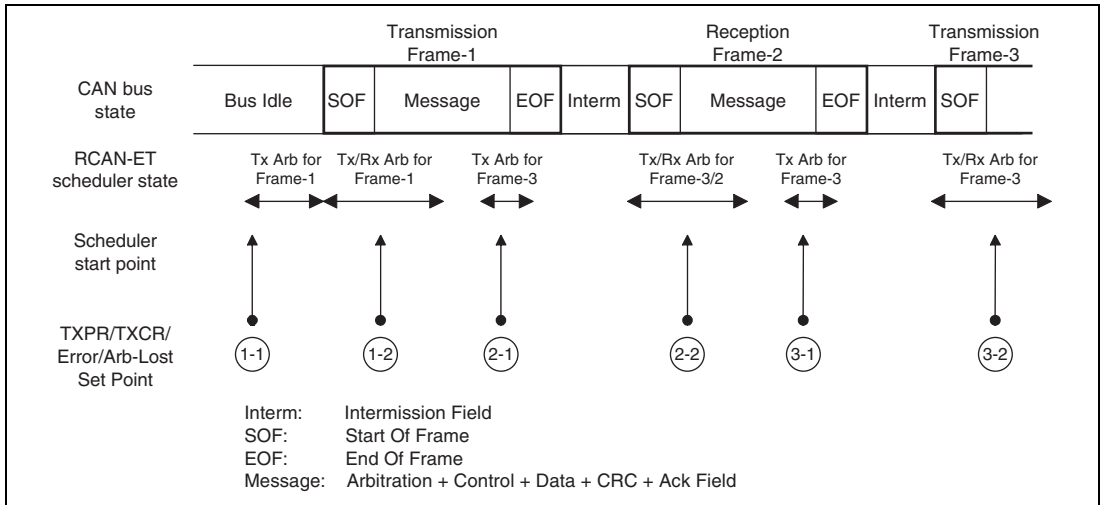 Transmission
Frame-1
Reception
Frame-2
Transmission
Frame-3
CAN bus
state
Bus Idle
SOF
Message
EOF
Interm
SOF
Message
EOF
Interm
SOF
RCAN-ET
scheduler state
Tx Arb for
Frame-1
Tx/Rx Arb for
Frame-1
Tx Arb for
Frame-3
Tx/Rx Arb for
Frame-3/2
Tx Arb for
Frame-3
Tx/Rx Arb for
Frame-3
Scheduler
start point
TXPR/TXCR/
Error/Arb-Lost
Set Point
1-1
1-2
2-1
2-2
3-1
3-2
Interm: Intermission Field
SOF: Start Of Frame
EOF: End Of Frame
Message: Arbitration + Control + Data + CRC + Ack Field